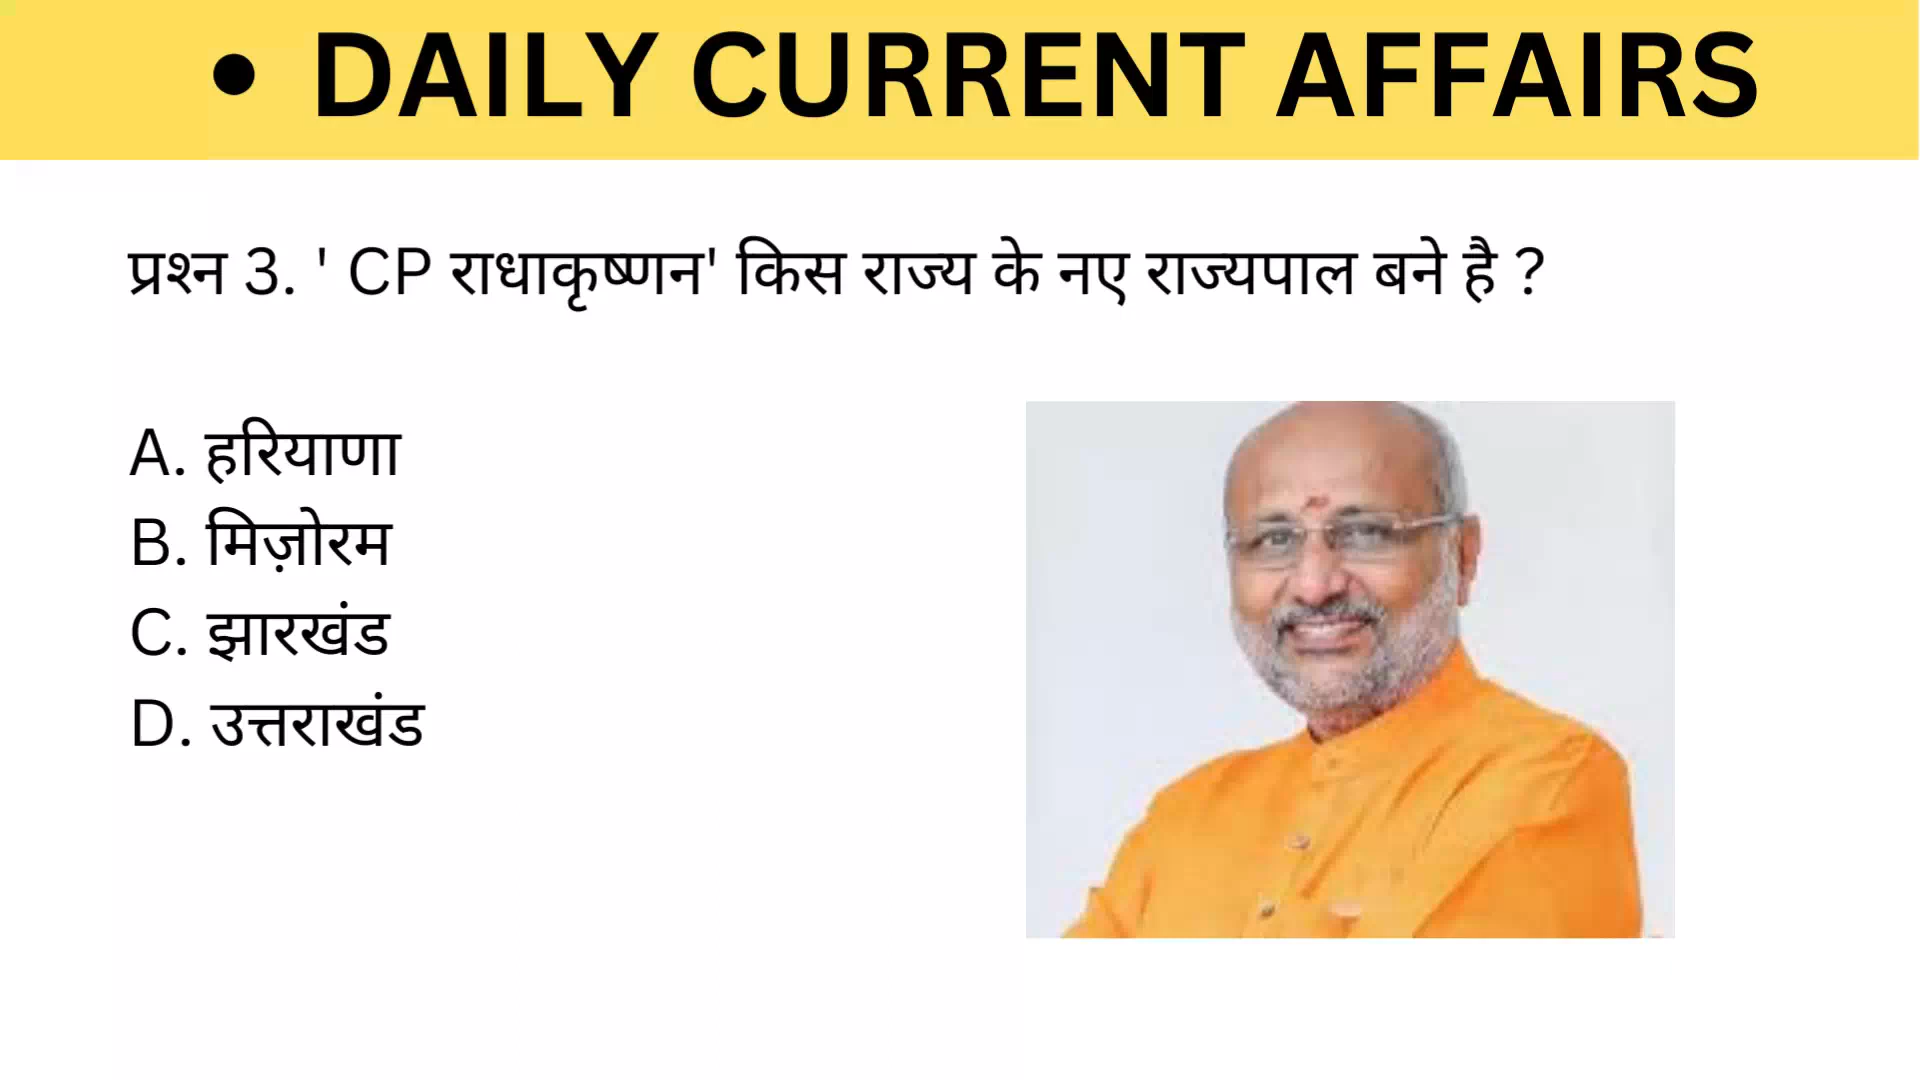 • DAILY CURRENT AFFAIRS
प्रश्न 3. ' CP राधाकृष्णन' किस राज्य के नए राज्यपाल बने है ?
A. हरियाणा
B. मिज़ोरम
C. झारखंड
D. उत्तराखंड